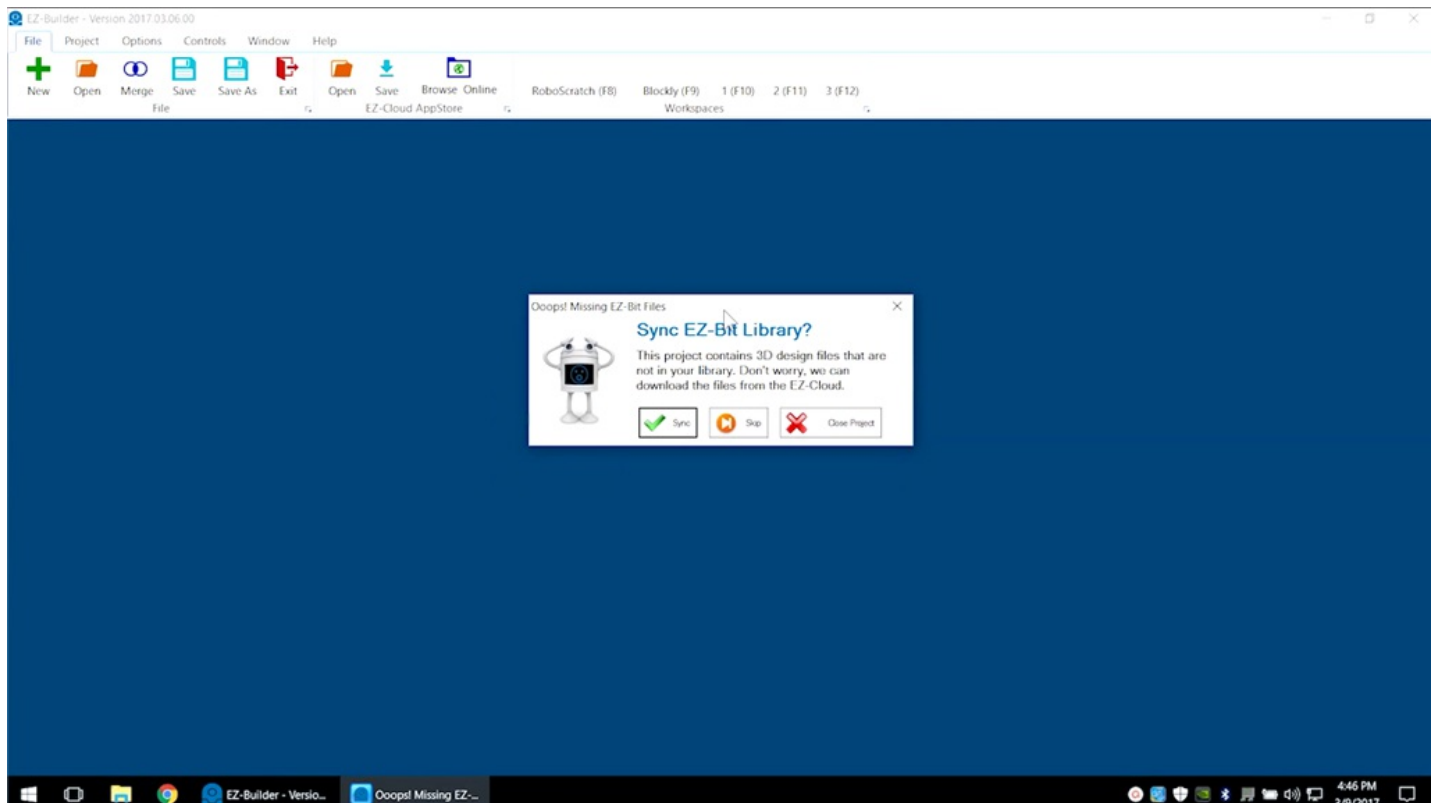 EZ-Builder - Version 2017.03.06.00
File Project Options Controls Window Help
New Open Merge Save Save As Exit Open Save Browse Online RoboScratch (F8) Blockly (F9) 1 (F10) 2 (F11) 3 (F12)
File EZ-Cloud AppStore Workspaces
Ooops! Missing EZ-Bit Files
Sync EZ-Bit Library?
This project contains 3D design files that are
not in your library. Don't worry, we can
download the files from the EZ-Cloud.
Sync Skip Close Project
EZ-Builder - Versio... Ooops! Missing EZ-... 4:46 PM
3/9/2017